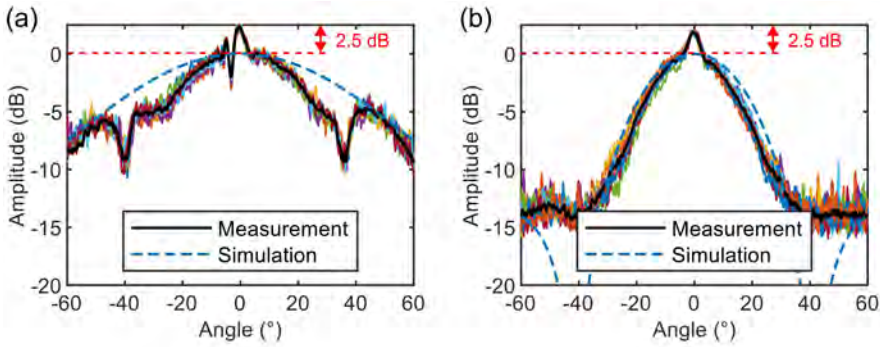 (a)
2.5 dB
0
-5
-10
-15
-20
Amplitude (dB)
Measurement
Simulation
-60 -40 -20 0 20 40 60
Angle (°)
(b)
2.5 dB
0
-5
-10
-15
-20
Amplitude (dB)
Measurement
Simulation
-60 -40 -20 0 20 40 60
Angle (°)